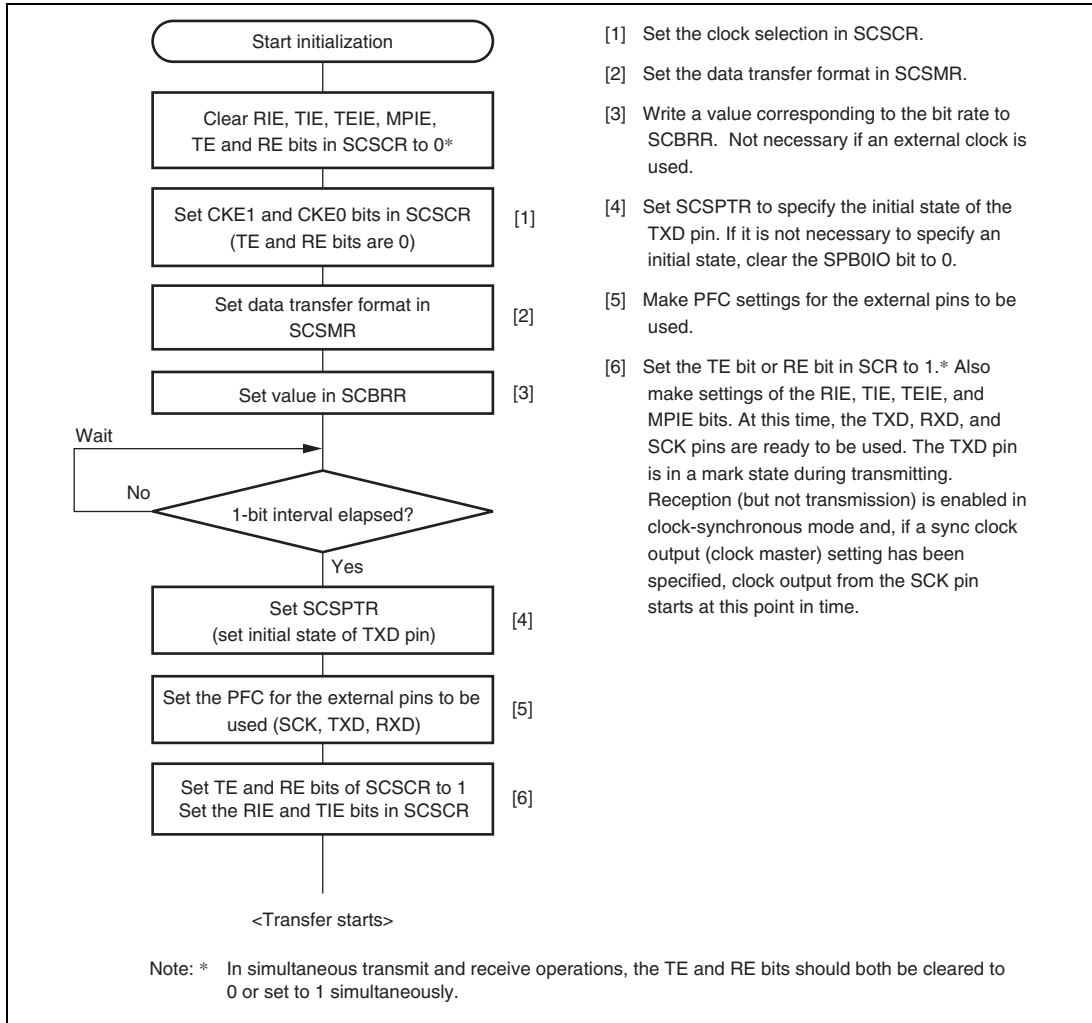 Start initialization
Clear RIE, TIE, TEIE, MPIE,
TE and RE bits in SCSCR to 0*
Set CKE1 and CKE0 bits in SCSCR
(TE and RE bits are 0)
[1]
Set data transfer format in
SCSMR
[2]
Set value in SCBRR
[3]
Wait
No
1-bit interval elapsed?
Yes
Set SCSPTR
(set initial state of TXD pin)
[4]
Set the PFC for the external pins to be
used (SCK, TXD, RXD)
[5]
Set TE and RE bits of SCSCR to 1
Set the RIE and TIE bits in SCSCR
[6]
<Transfer starts>
[1] Set the clock selection in SCSCR.
[2] Set the data transfer format in SCSMR.
[3] Write a value corresponding to the bit rate to
SCBRR. Not necessary if an external clock is
used.
[4] Set SCSPTR to specify the initial state of the
TXD pin. If it is not necessary to specify an
initial state, clear the SPB0IO bit to 0.
[5] Make PFC settings for the external pins to be
used.
[6] Set the TE bit or RE bit in SCR to 1.* Also
make settings of the RIE, TIE, TEIE, and
MPIE bits. At this time, the TXD, RXD, and
SCK pins are ready to be used. The TXD pin
is in a mark state during transmitting.
Reception (but not transmission) is enabled in
clock-synchronous mode and, if a sync clock
output (clock master) setting has been
specified, clock output from the SCK pin
starts at this point in time.
Note: * In simultaneous transmit and receive operations, the TE and RE bits should both be cleared to
0 or set to 1 simultaneously.